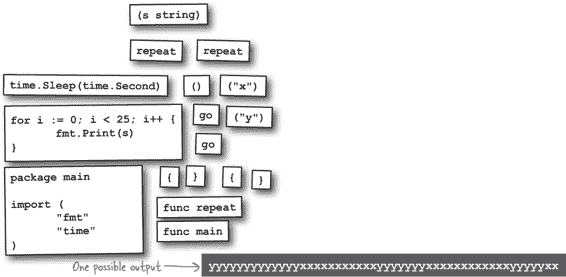 (s string)
repeat repeat
time.Sleep(time.Second) () ("x")
for i := 0; i < 25; i++ {
fmt.Print(s)
}
go ("y")
go
package main
import (
"fmt"
"time"
)
{ } { }
func repeat
func main
One possible output
yyyyyyyyyyyyyyxxxxxxxxxxxyyyyyyyxxxxxxxxxxxxyyyyyxx